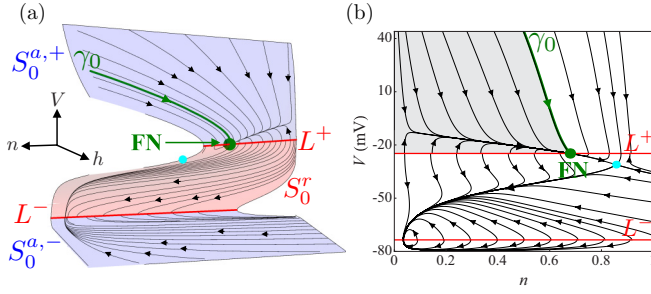 (a)
S₀ᵃ,⁺
γ₀
V
n
h
FN
L⁺
L⁻
S₀ʳ
S₀ᵃ,⁻
(b)
γ₀
V (mV)
40
-20
-50
-80
L⁺
FN
L⁻
0 0.2 0.4 0.6 0.8
n